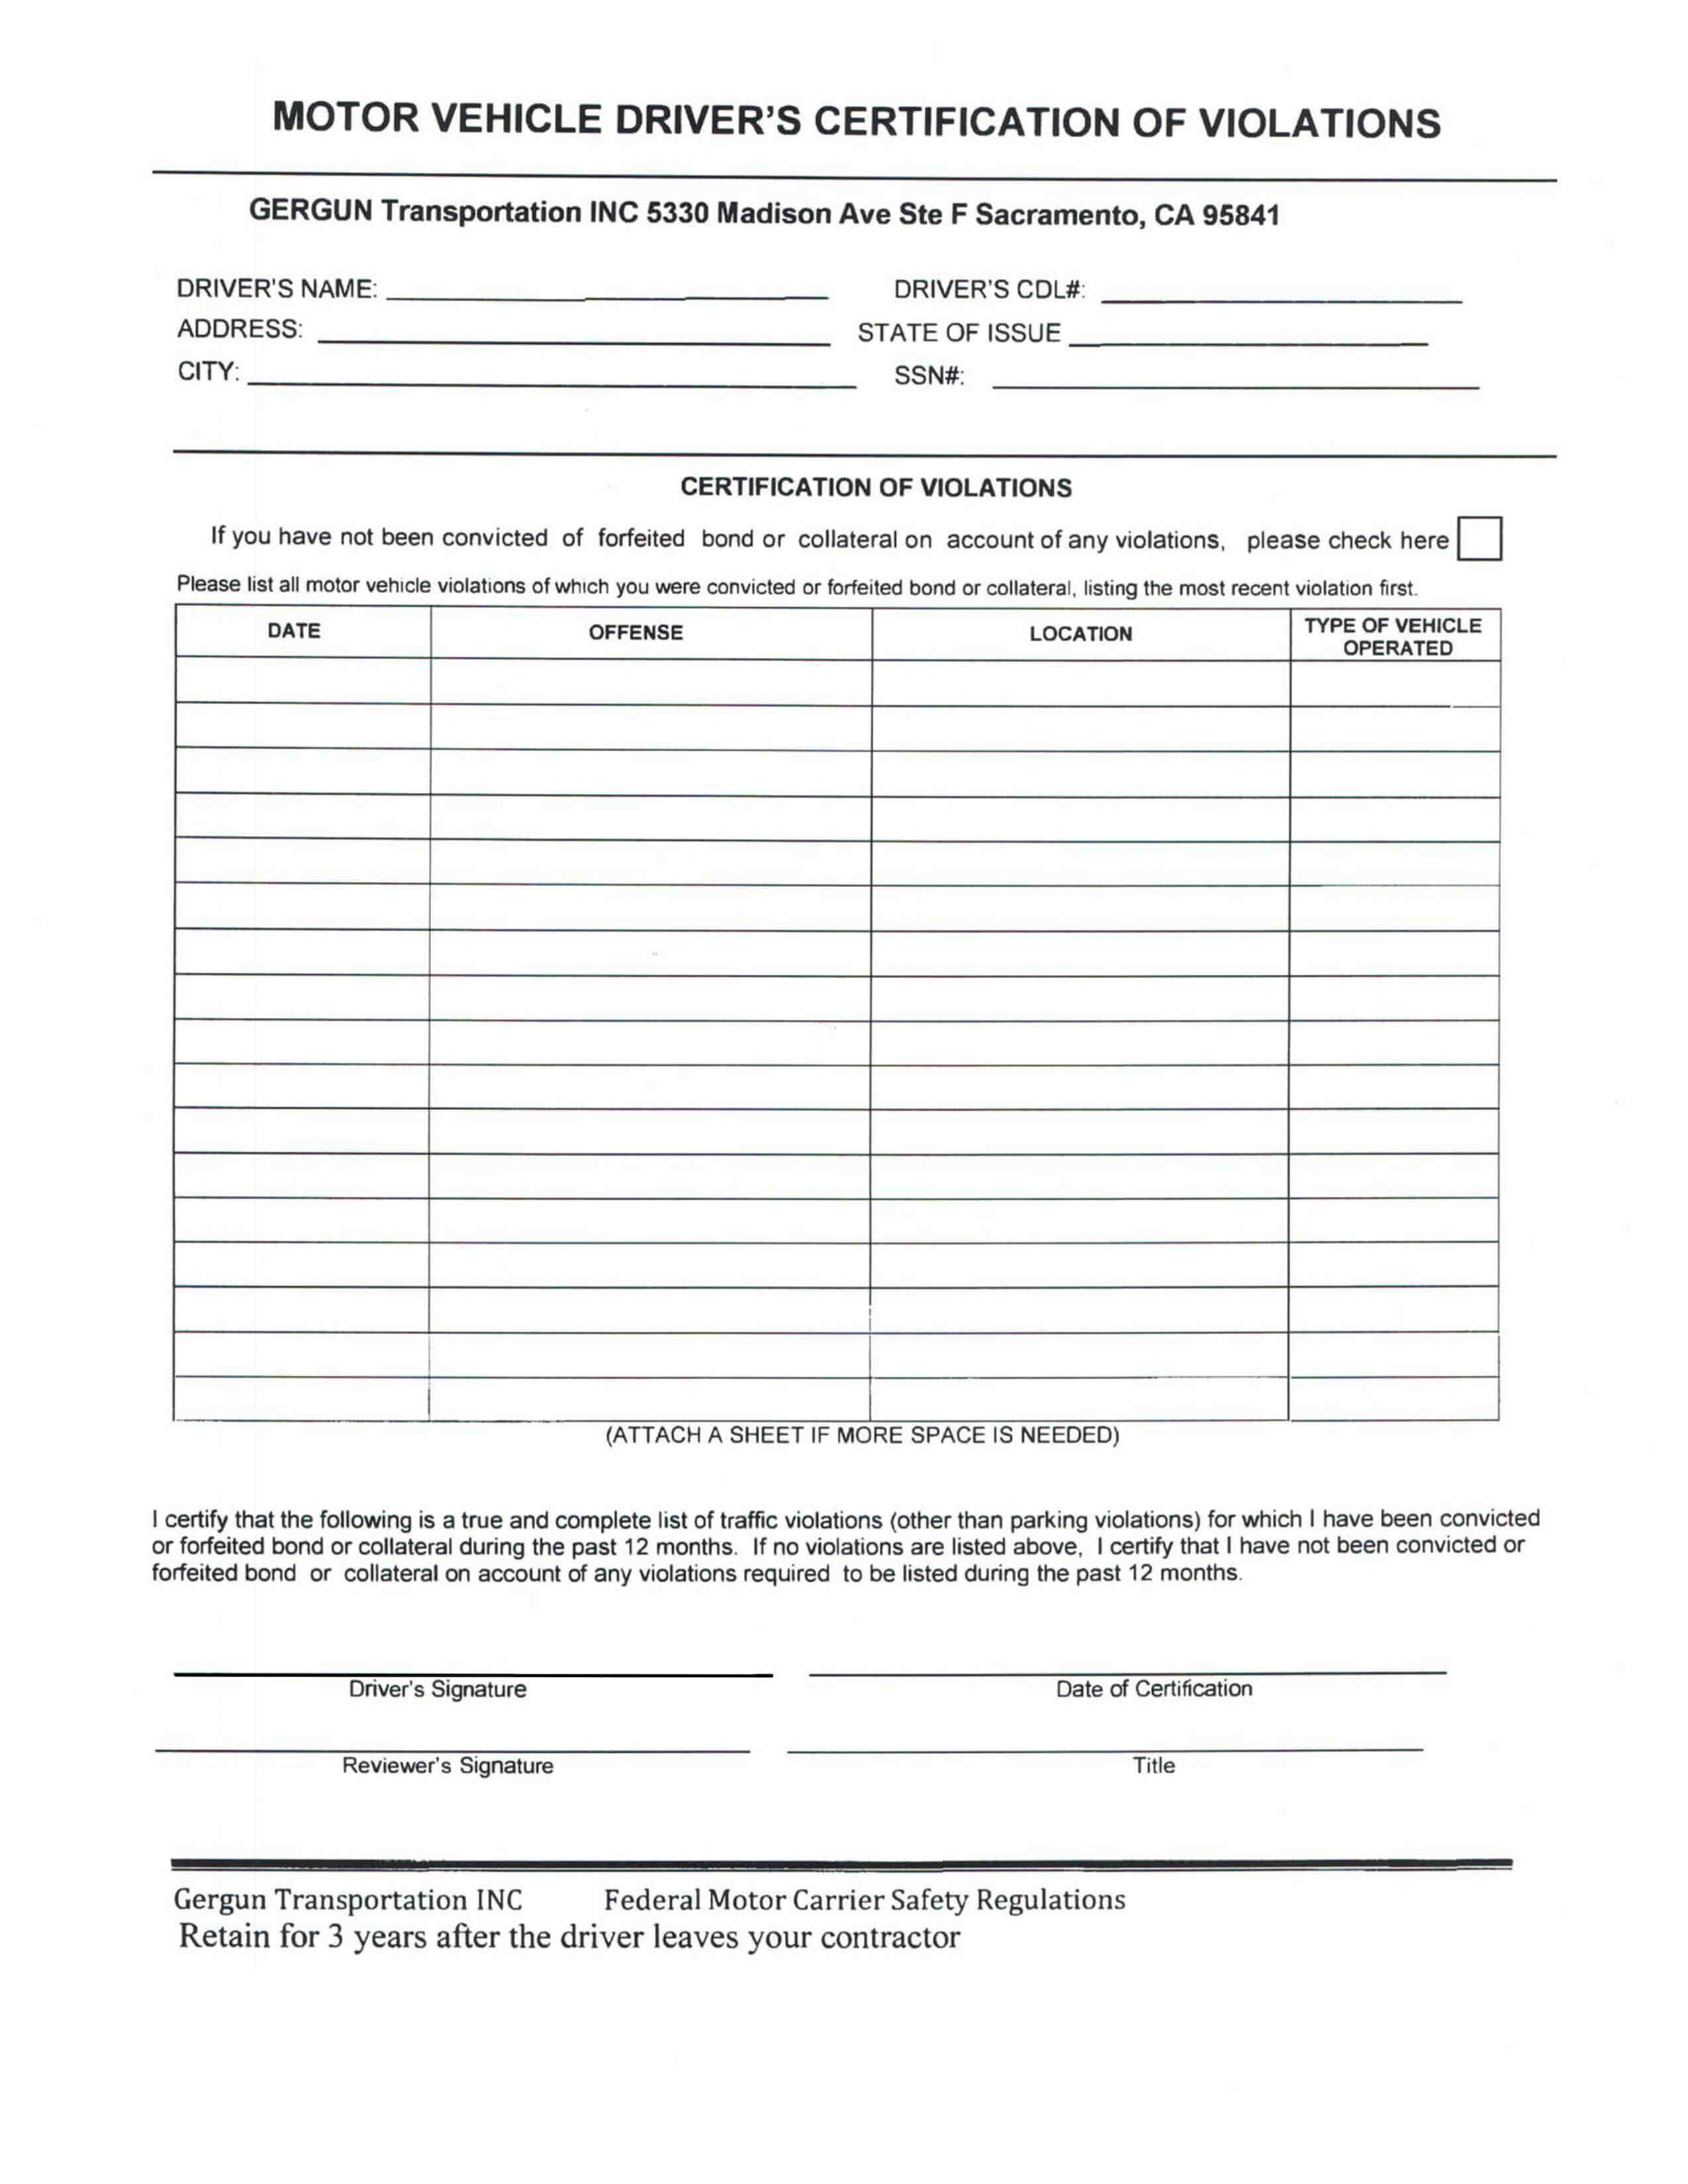 MOTOR VEHICLE DRIVER'S CERTIFICATION OF VIOLATIONS
GERGUN Transportation INC 5330 Madison Ave Ste F Sacramento, CA 95841
DRIVER'S NAME: DRIVER'S CDL#:
ADDRESS: STATE OF ISSUE
CITY: SSN#:
CERTIFICATION OF VIOLATIONS
If you have not been convicted of forfeited bond or collateral on account of any violations, please check here
Please list all motor vehicle violations of which you were convicted or forfeited bond or collateral, listing the most recent violation first.
DATE OFFENSE LOCATION TYPE OF VEHICLE
OPERATED
(ATTACH A SHEET IF MORE SPACE IS NEEDED)
I certify that the following is a true and complete list of traffic violations (other than parking violations) for which I have been convicted
or forfeited bond or collateral during the past 12 months. If no violations are listed above, I certify that I have not been convicted or
forfeited bond or collateral on account of any violations required to be listed during the past 12 months.
Driver's Signature Date of Certification
Reviewer's Signature Title
Gergun Transportation INC Federal Motor Carrier Safety Regulations
Retain for 3 years after the driver leaves your contractor